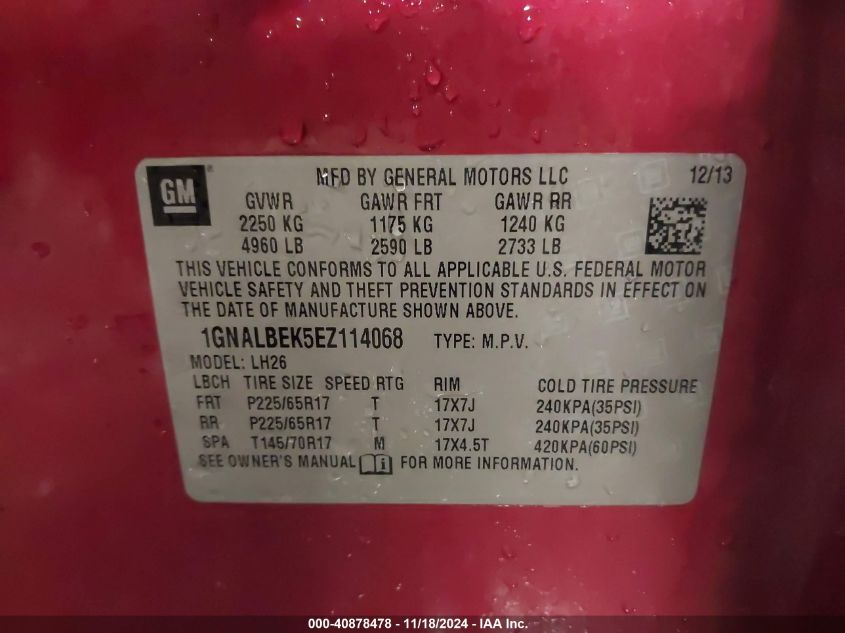 GM ® MFD BY GENERAL MOTORS LLC 12/13
GVWR GAWR FRT GAWR RR
2250 KG 1175 KG 1240 KG
4960 LB 2590 LB 2733 LB
THIS VEHICLE CONFORMS TO ALL APPLICABLE U.S. FEDERAL MOTOR
VEHICLE SAFETY AND THEFT PREVENTION STANDARDS IN EFFECT ON
THE DATE OF MANUFACTURE SHOWN ABOVE.
1GNALBEK5EZ114068 TYPE: M.P.V.
MODEL: LH26
LBCH TIRE SIZE SPEED RTG RIM COLD TIRE PRESSURE
FRT P225/65R17 T 17X7J 240KPA(35PSI)
RR P225/65R17 T 17X7J 240KPA(35PSI)
SPA T145/70R17 M 17X4.5T 420KPA(60PSI)
SEE OWNER'S MANUAL FOR MORE INFORMATION.
000-40878478 - 11/18/2024 - IAA Inc.